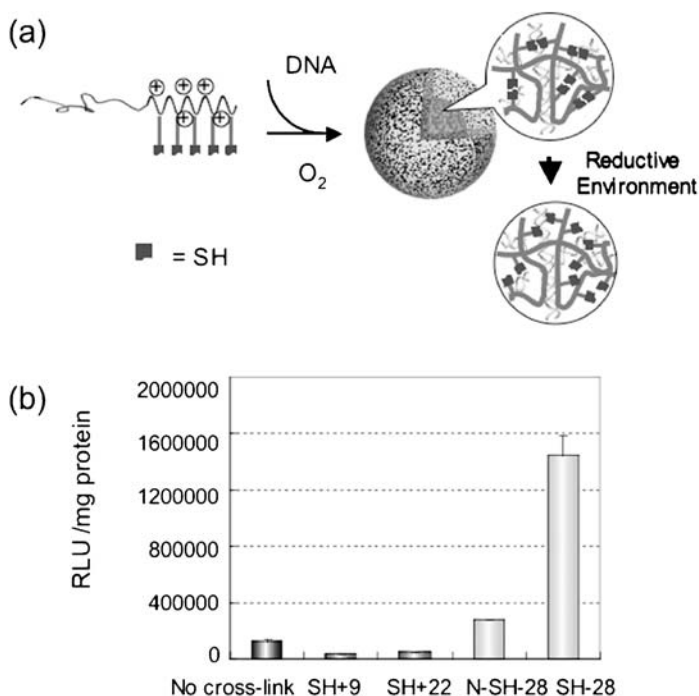 (a)
DNA
O₂
Reductive
Environment
= SH
(b)
RLU /mg protein
2000000
1600000
1200000
800000
400000
0
No cross-link SH+9 SH+22 N-SH-28 SH-28